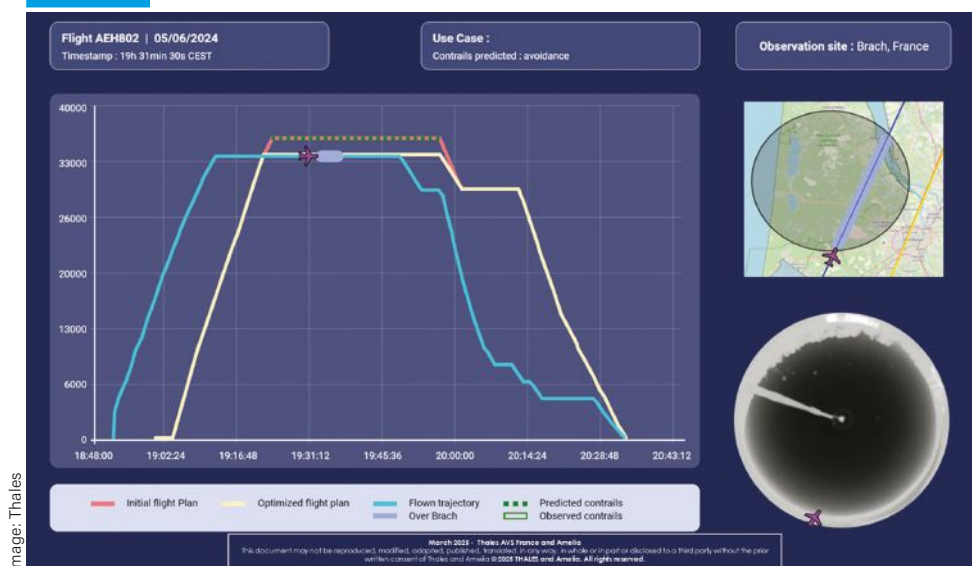 Flight AEH802 | 05/06/2024
Timestamp : 19h 31min 30s CEST
Use Case :
Contrails predicted : avoidance
Observation site : Brach, France
40000
33000
26000
20000
13000
6000
0
18:48:00 19:02:24 19:16:48 19:31:12 19:45:36 20:00:00 20:14:24 20:28:48 20:43:12
Initial flight Plan Optimized flight plan Flown trajectory Predicted contrails
Over Brach Observed contrails
March 2025 - Thales AVS France and Amelia
This document may not be reproduced, modified, adapted, published, translated, in any way, in whole or in part or disclosed to a third party without the prior
written consent of Thales and Amelia © 2025 THALES and Amelia. All rights reserved.
mage: Thales